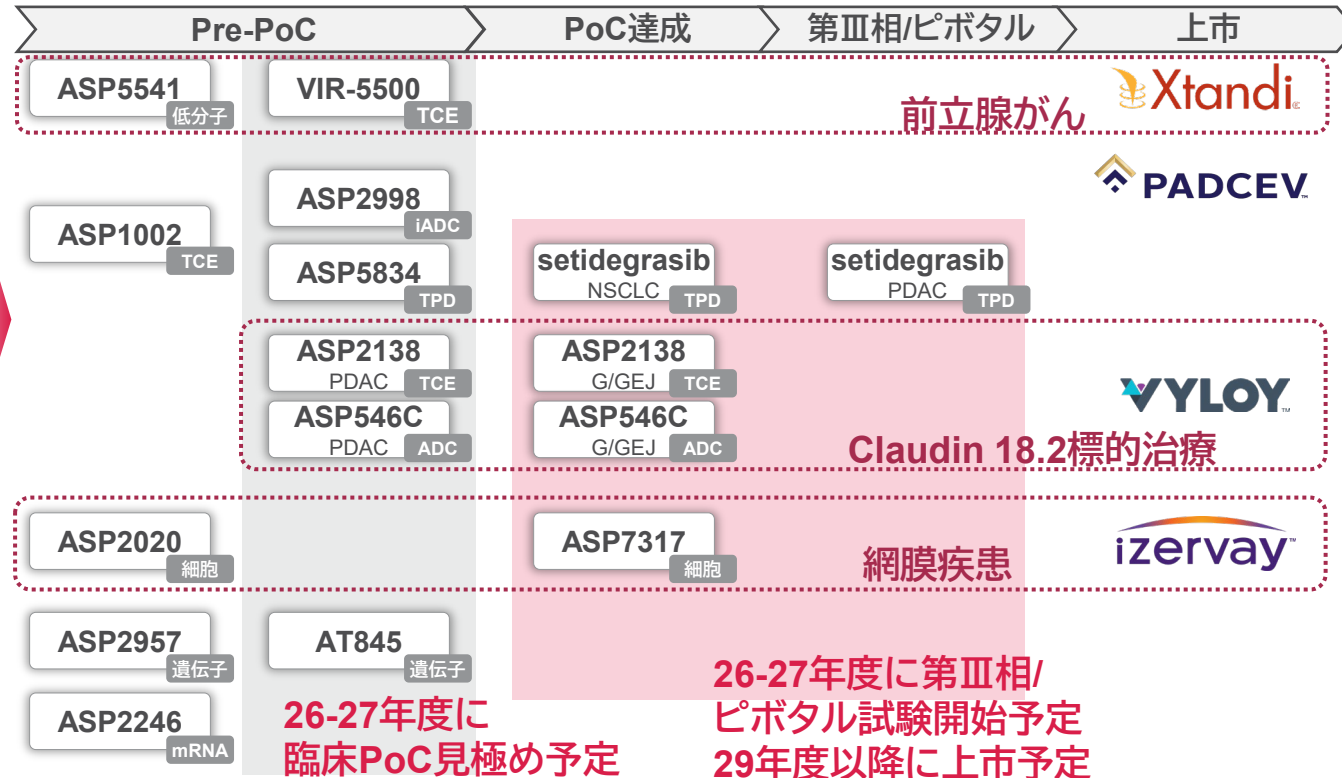 Pre-PoC
PoC達成
第Ⅲ相/ピボタル
上市
ASP5541
低分子
VIR-5500
TCE
前立腺がん
Xtandi
PADCEV™
ASP1002
TCE
ASP2998
iADC
ASP5834
TPD
setidegrasib
NSCLC
TPD
setidegrasib
PDAC
TPD
ASP2138
PDAC
TCE
ASP2138
G/GEJ
TCE
ASP546C
PDAC
ADC
ASP546C
G/GEJ
ADC
VYLOY™
Claudin 18.2標的治療
ASP2020
細胞
ASP7317
細胞
網膜疾患
izervay™
ASP2957
遺伝子
AT845
遺伝子
ASP2246
mRNA
26-27年度に
臨床PoC見極め予定
26-27年度に第Ⅲ相/
ピボタル試験開始予定
29年度以降に上市予定